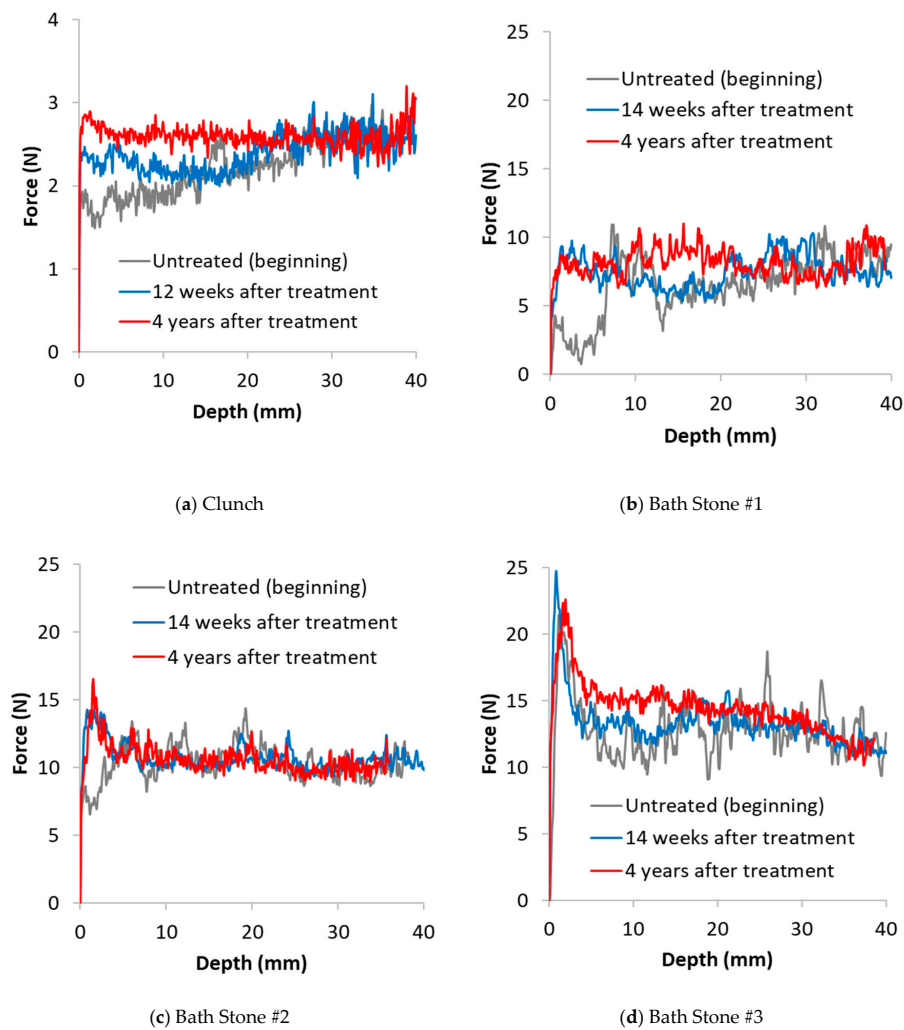 4
3
2
1
0
Force (N)
Untreated (beginning)
12 weeks after treatment
4 years after treatment
0 10 20 30 40
Depth (mm)
(a) Clunch
25
20
15
10
5
0
Force (N)
Untreated (beginning)
14 weeks after treatment
4 years after treatment
0 10 20 30 40
Depth (mm)
(b) Bath Stone #1
25
20
15
10
5
0
Force (N)
Untreated (beginning)
14 weeks after treatment
4 years after treatment
0 10 20 30 40
Depth (mm)
(c) Bath Stone #2
25
20
15
10
5
0
Force (N)
Untreated (beginning)
14 weeks after treatment
4 years after treatment
0 10 20 30 40
Depth (mm)
(d) Bath Stone #3